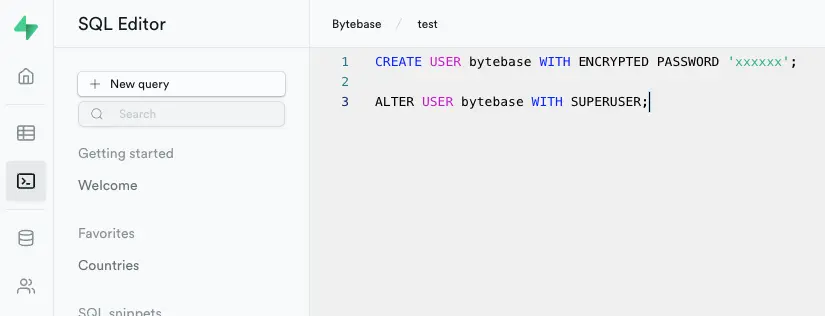 SQL Editor
Bytebase / test
+ New query
Search
Getting started
Welcome
Favorites
Countries
SQL snippets
1 CREATE USER bytebase WITH ENCRYPTED PASSWORD 'xxxxxx';
2
3 ALTER USER bytebase WITH SUPERUSER;